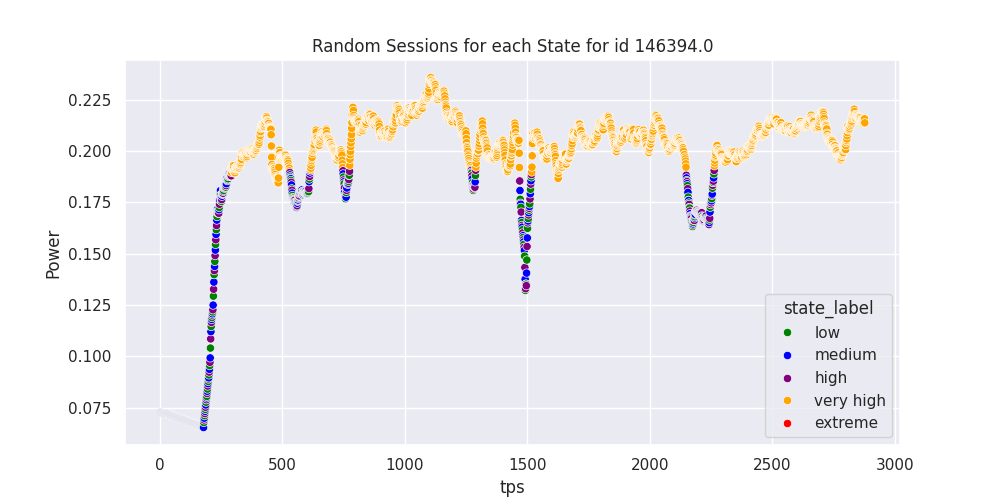 Random Sessions for each State for id 146394.0
Power
0.225
0.200
0.175
0.150
0.125
0.100
0.075
0
500
1000
1500
2000
2500
3000
tps
state_label
low
medium
high
very high
extreme